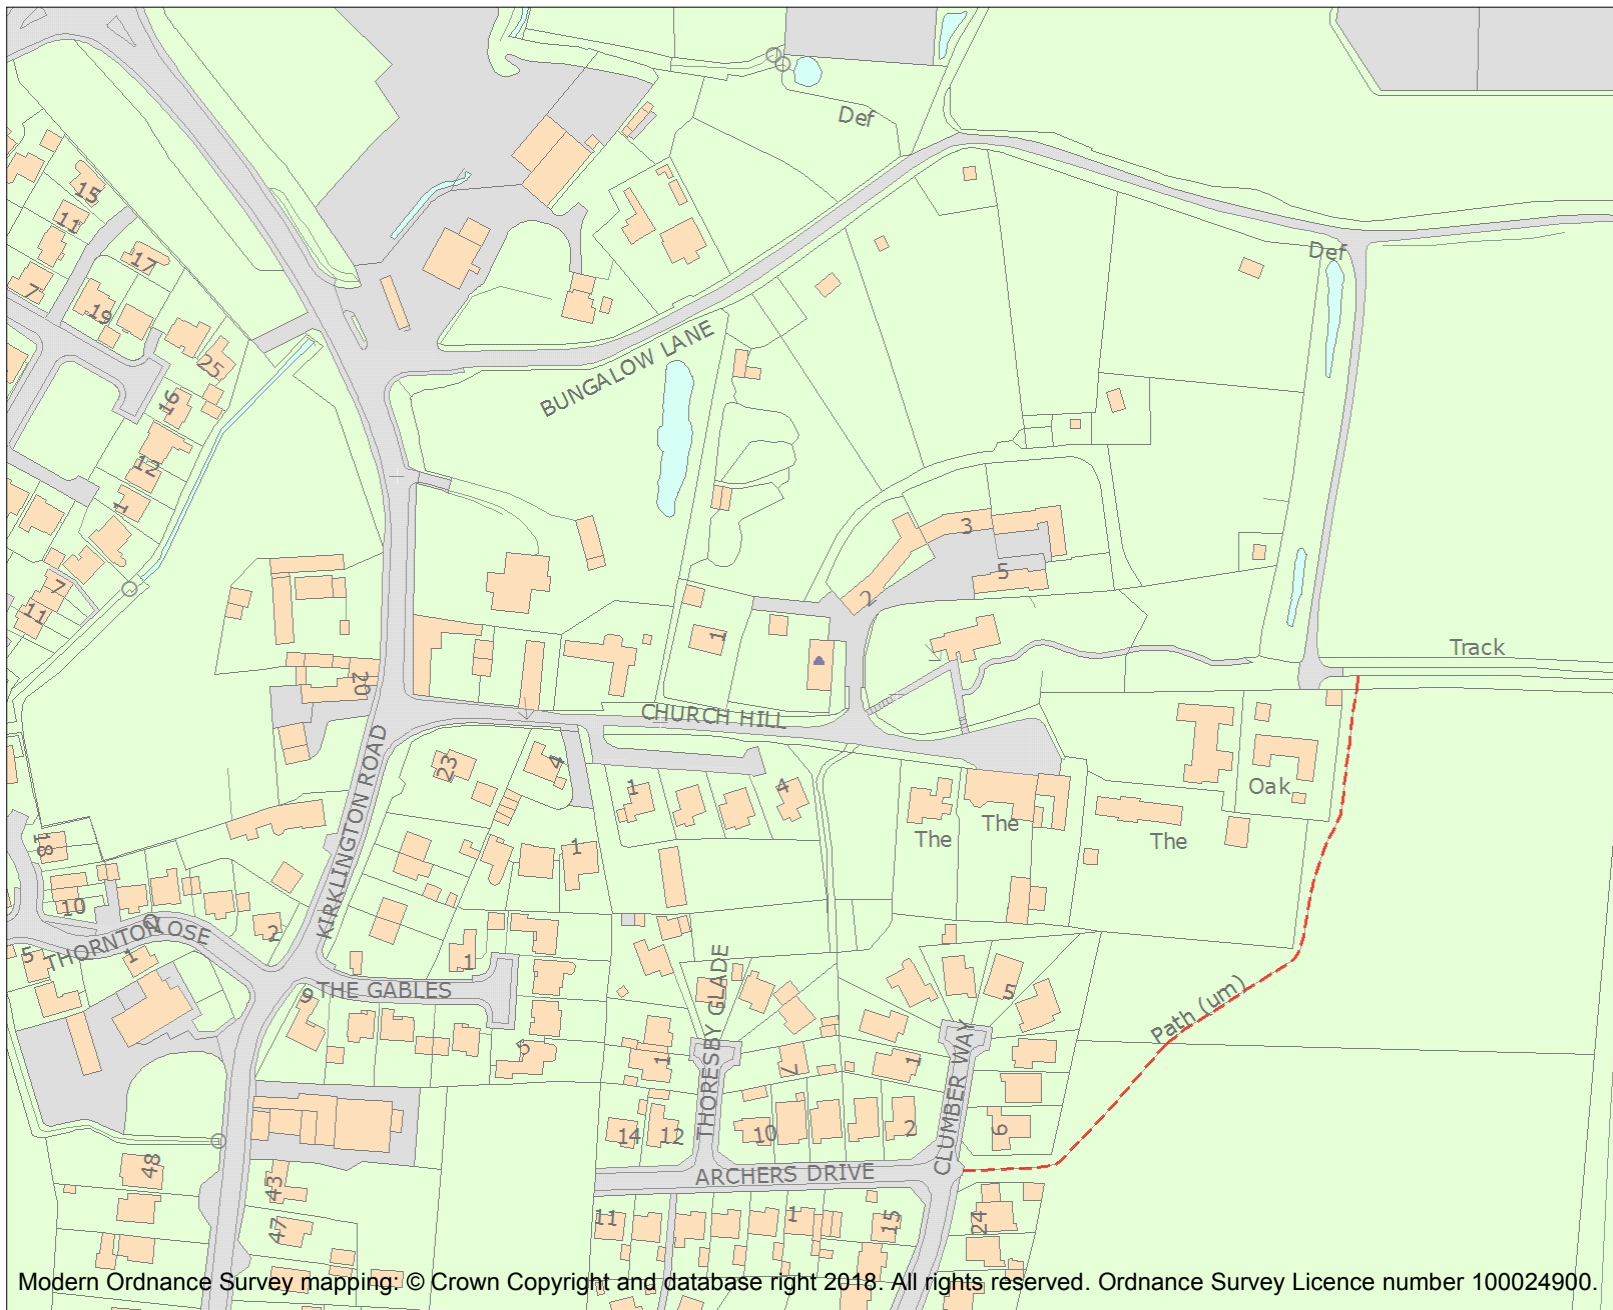 Def
15
11
17
7
19
Def
25
BUNGALOW LANE
16
12
1
3
5
7
2
11
1
Track
20
CHURCH HILL
KIRKLINGTON ROAD
23
4
1
4
Oak
The
The
The
18
1
10
2
THORNTON
CLOSE
5
1
1
THE GABLES
9
THORESBY GLADE
5
Path (um)
CLUMBER WAY
5
1
7
1
14
12
10
2
6
48
43
ARCHERS DRIVE
47
11
1
15
24
Modern Ordnance Survey mapping: © Crown Copyright and database right 2018. All rights reserved. Ordnance Survey Licence number 100024900.